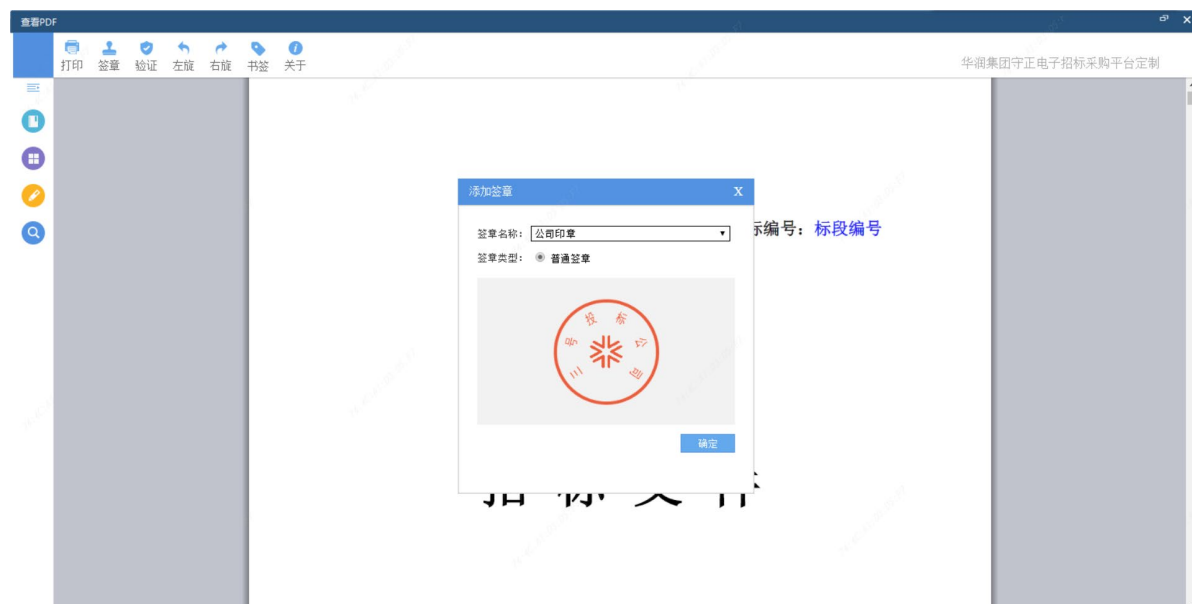 查看PDF
打印 签章 验证 左旋 右旋 书签 关于
华润集团守正电子招标采购平台定制
添加签章 X
标编号：标段编号
签章名称： 公司印章
签章类型： 普通签章
三号投标公司
确定
招标文件